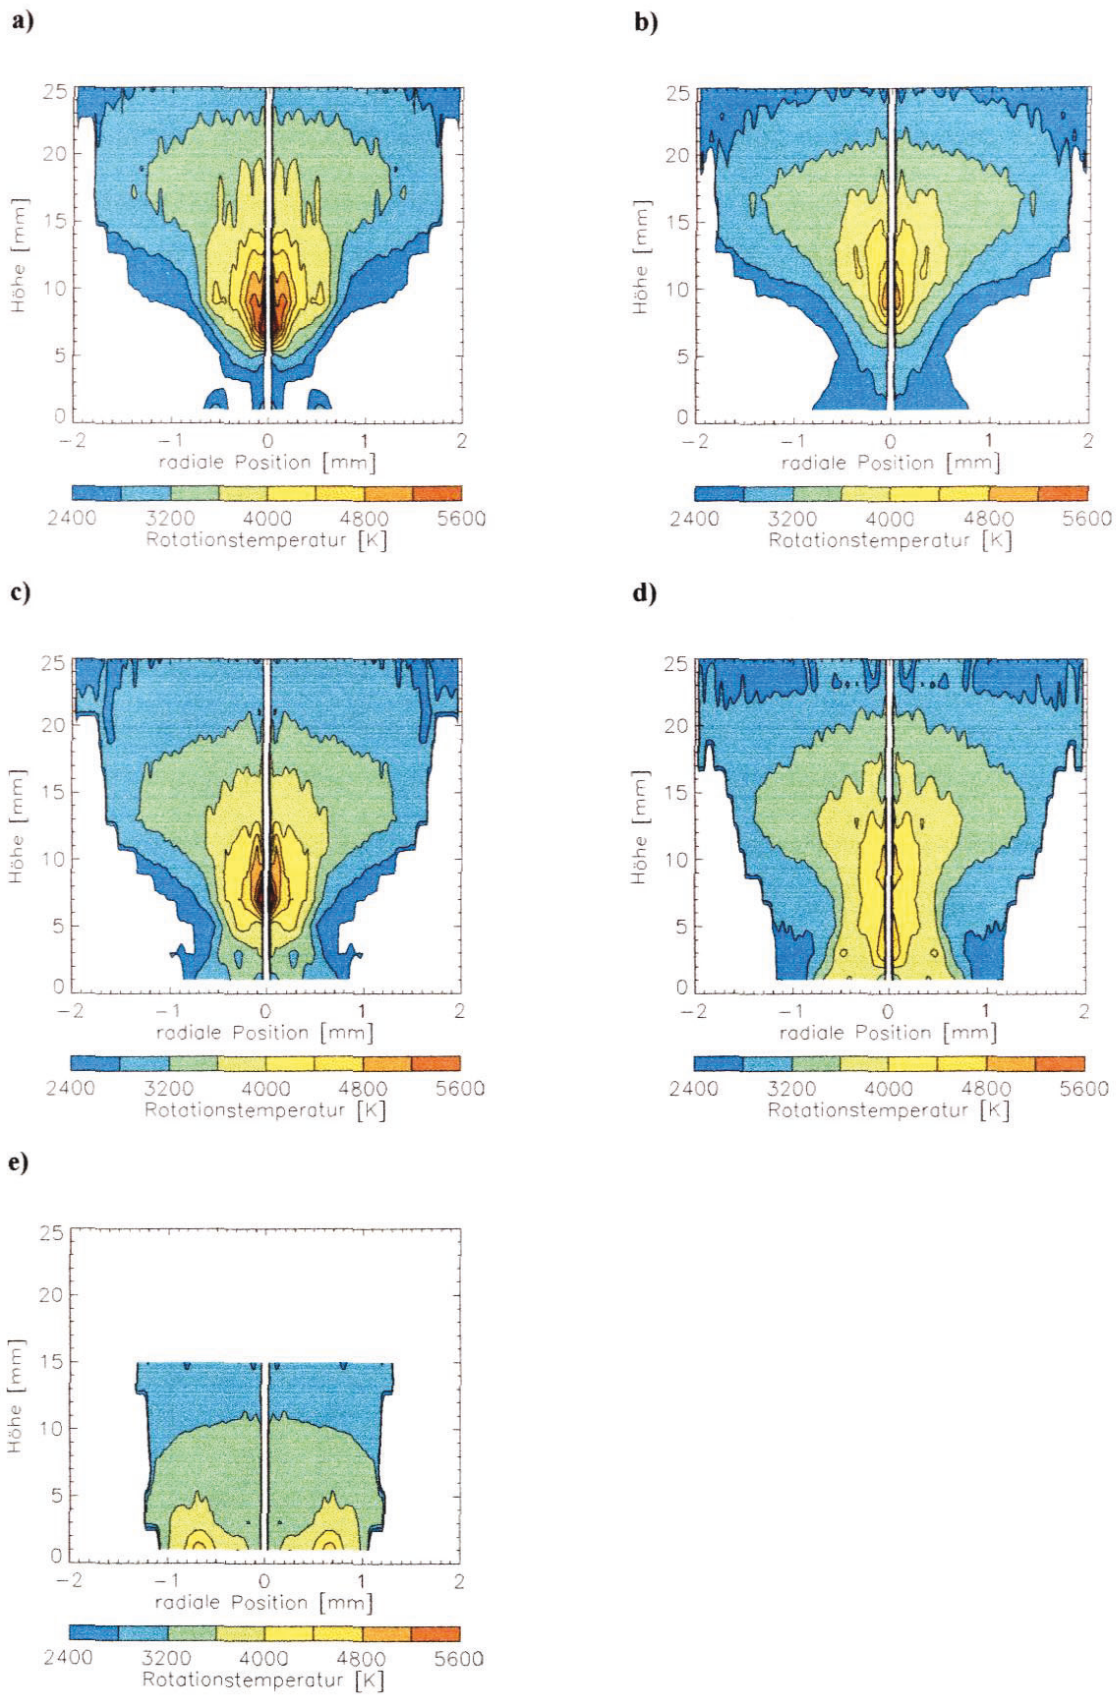 a)
25
20
15
10
5
0
Höhe [mm]
−2 −1 0 1 2
radiale Position [mm]
2400 3200 4000 4800 5600
Rotationstemperatur [K]
b)
25
20
15
10
5
0
Höhe [mm]
−2 −1 0 1 2
radiale Position [mm]
2400 3200 4000 4800 5600
Rotationstemperatur [K]
c)
25
20
15
10
5
0
Höhe [mm]
−2 −1 0 1 2
radiale Position [mm]
2400 3200 4000 4800 5600
Rotationstemperatur [K]
d)
25
20
15
10
5
0
Höhe [mm]
−2 −1 0 1 2
radiale Position [mm]
2400 3200 4000 4800 5600
Rotationstemperatur [K]
e)
25
20
15
10
5
0
Höhe [mm]
−2 −1 0 1 2
radiale Position [mm]
2400 3200 4000 4800 5600
Rotationstemperatur [K]